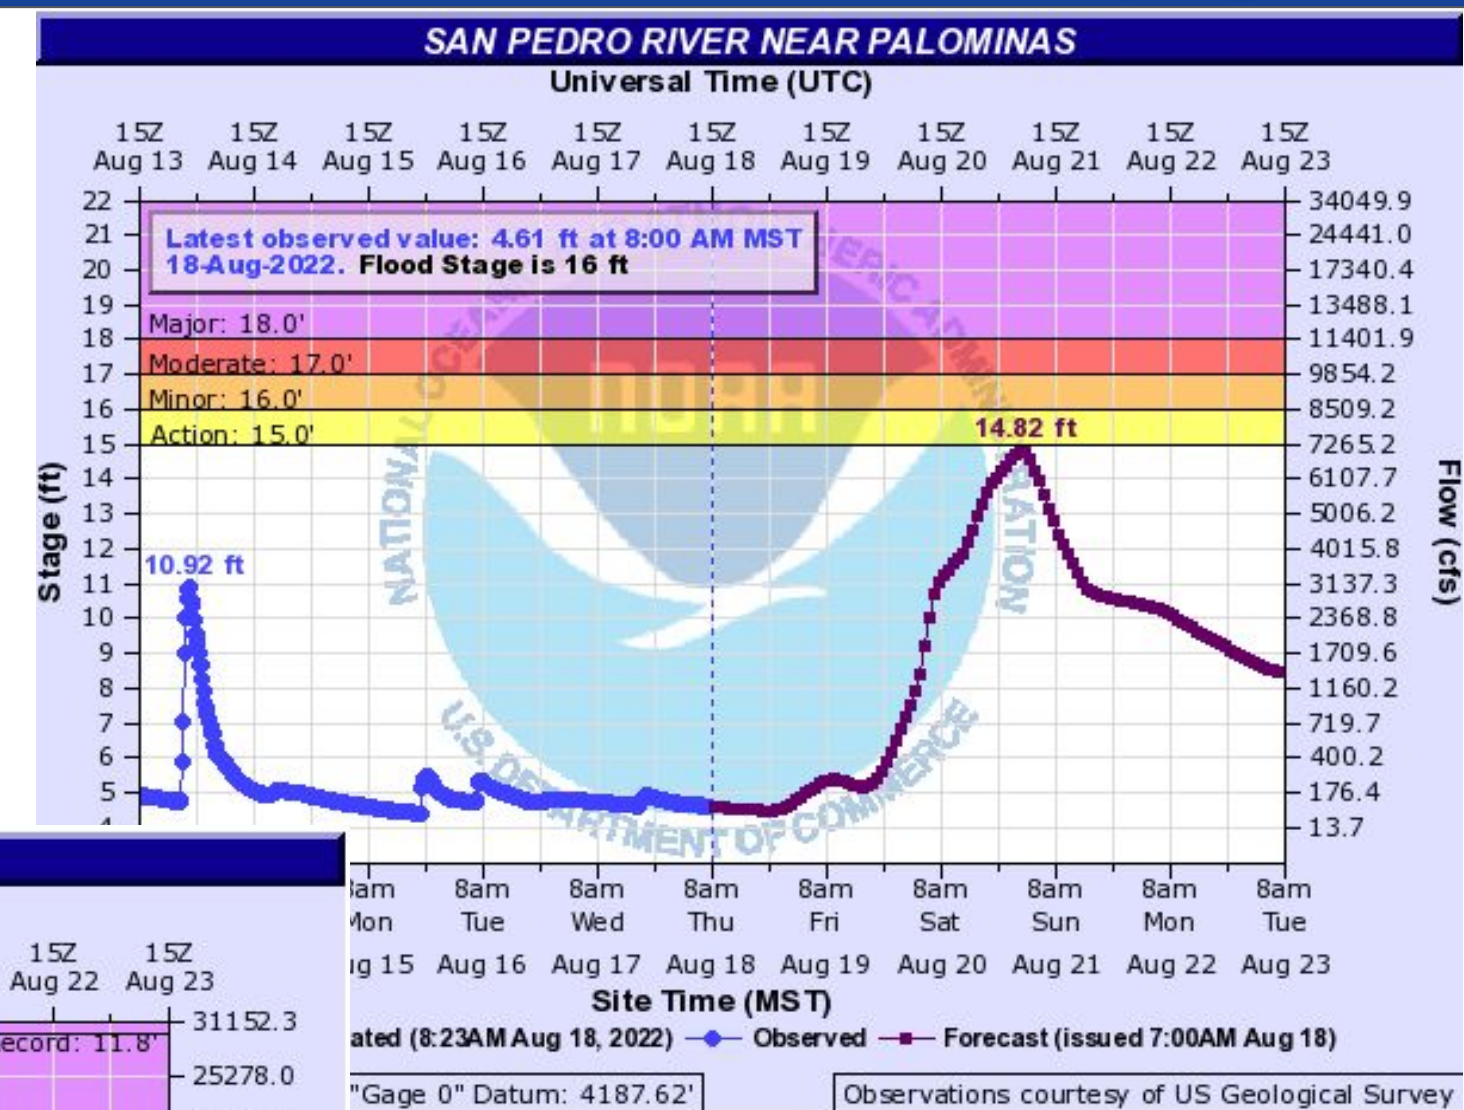 SAN PEDRO RIVER NEAR PALOMINAS
Universal Time (UTC)
15Z 15Z 15Z 15Z 15Z 15Z 15Z 15Z 15Z 15Z 15Z
Aug 13 Aug 14 Aug 15 Aug 16 Aug 17 Aug 18 Aug 19 Aug 20 Aug 21 Aug 22 Aug 23
22 34049.9
Latest observed value: 4.61 ft at 8:00 AM MST
21 24441.0
18-Aug-2022. Flood Stage is 16 ft
20 17340.4
19 13488.1
Major: 18.0'
18 11401.9
Moderate: 17.0'
17 9854.2
Minor: 16.0'
16 8509.2
Action: 15.0' 14.82 ft
15 7265.2
14 6107.7
13 5006.2
12 4015.8
10.92 ft
11 3137.3
10 2368.8
9 1709.6
8 1160.2
7 719.7
6 400.2
5 176.4
13.7
Stage (ft)
Flow (cfs)
NATIONAL OCEANIC AND ATMOSPHERIC ADMINISTRATION
NOAA
U.S. DEPARTMENT OF COMMERCE
8am 8am 8am 8am 8am 8am 8am 8am
Tue Wed Thu Fri Sat Sun Mon Tue
15 Aug 16 Aug 17 Aug 18 Aug 19 Aug 20 Aug 21 Aug 22 Aug 23
Site Time (MST)
ated (8:23AM Aug 18, 2022) Observed Forecast (issued 7:00AM Aug 18)
"Gage 0" Datum: 4187.62' Observations courtesy of US Geological Survey
15Z 15Z
Aug 22 Aug 23
31152.3
ecord: 11.8'
25278.0